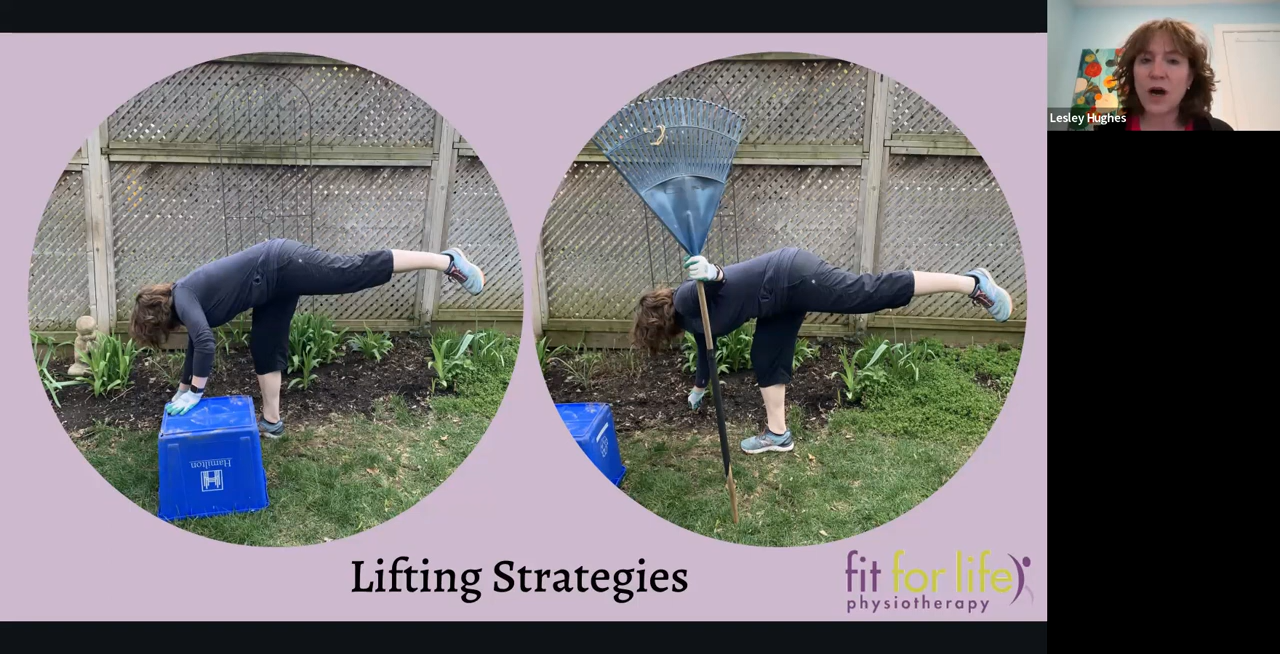 Lesley Hughes
Hamilton
H
Lifting Strategies
fit for life
physiotherapy